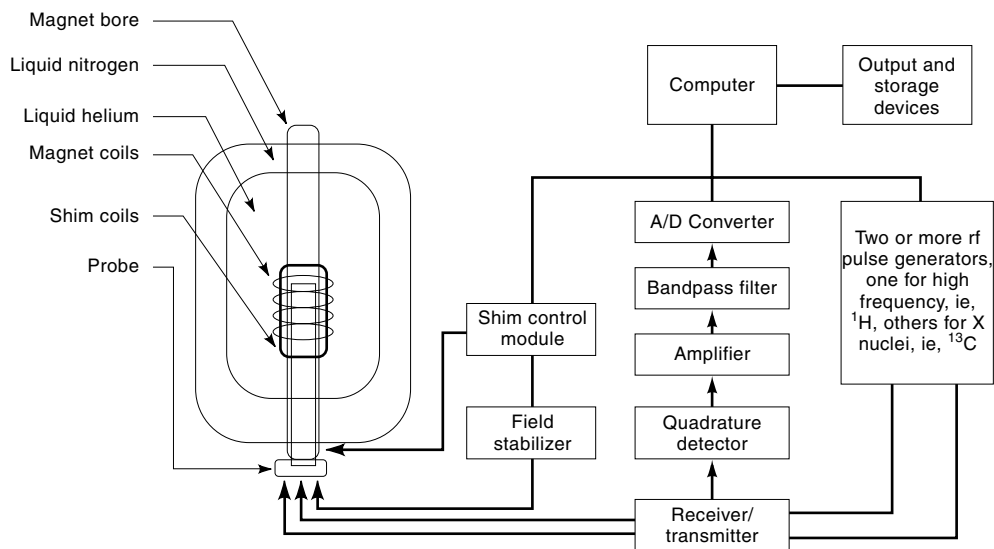 Magnet bore
Liquid nitrogen
Liquid helium
Magnet coils
Shim coils
Probe
Computer
Output and
storage
devices
A/D Converter
Bandpass filter
Amplifier
Quadrature
detector
Receiver/
transmitter
Shim control
module
Field
stabilizer
Two or more rf
pulse generators,
one for high
frequency, ie,
¹H, others for X
nuclei, ie, ¹³C